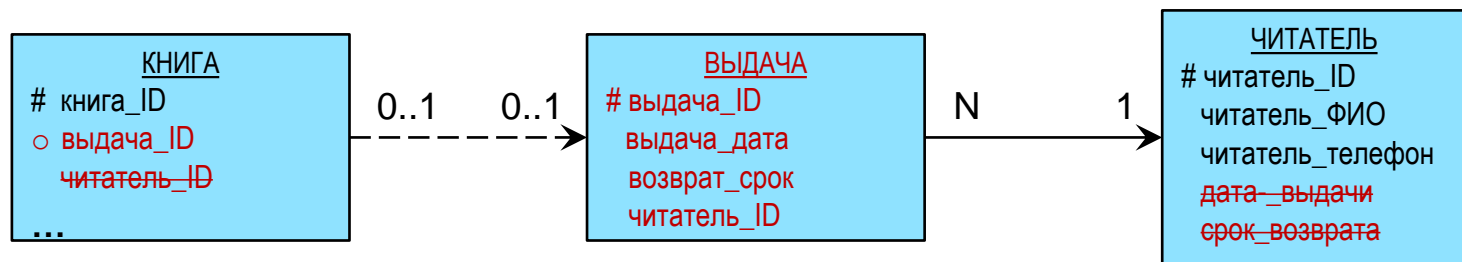 КНИГА
# книга_ID
○ выдача_ID
читатель_ID
...
0..1
0..1
ВЫДАЧА
# выдача_ID
выдача_дата
возврат_срок
читатель_ID
N
1
ЧИТАТЕЛЬ
# читатель_ID
читатель_ФИО
читатель_телефон
дата-_выдачи
срок_возврата